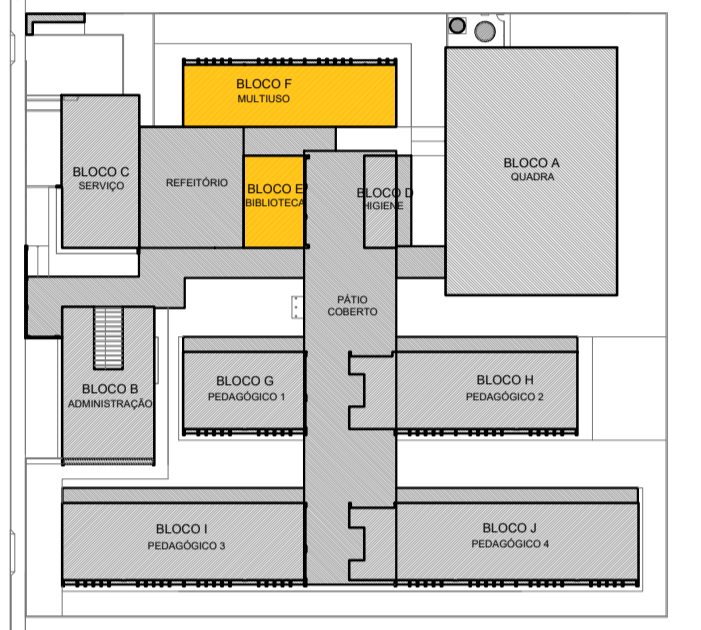 BLOCO F
MULTIUSO
BLOCO A
QUADRA
BLOCO C
SERVIÇO
REFEITÓRIO
BLOCO E
BIBLIOTECA
BLOCO D
HIGIENE
PÁTIO
COBERTO
BLOCO B
ADMINISTRAÇÃO
BLOCO G
PEDAGÓGICO 1
BLOCO H
PEDAGÓGICO 2
BLOCO I
PEDAGÓGICO 3
BLOCO J
PEDAGÓGICO 4